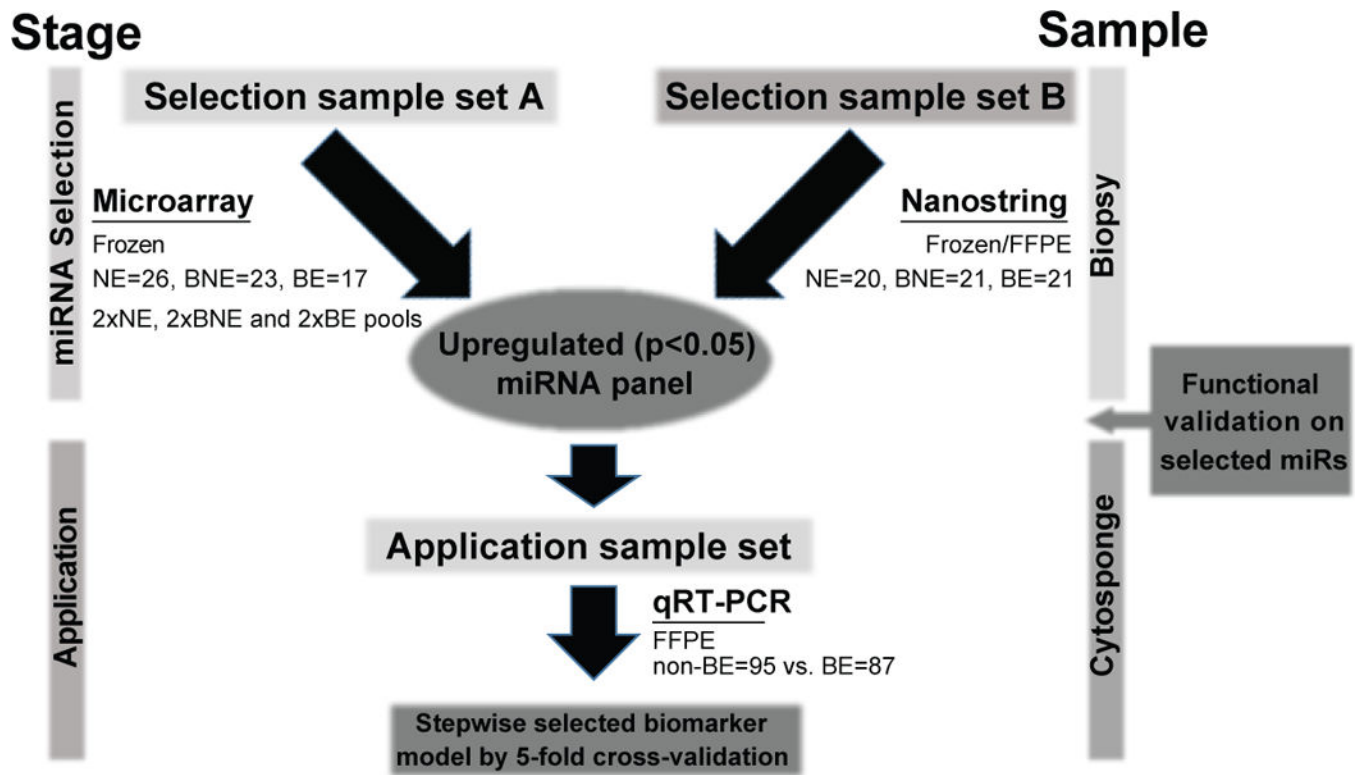 Stage
Sample
miRNA Selection
Selection sample set A
Selection sample set B
Biopsy
Microarray
Frozen
NE=26, BNE=23, BE=17
2xNE, 2xBNE and 2xBE pools
Nanostring
Frozen/FFPE
NE=20, BNE=21, BE=21
Upregulated (p<0.05)
miRNA panel
Functional
validation on
selected miRs
Application
Application sample set
Cytosponge
qRT-PCR
FFPE
non-BE=95 vs. BE=87
Stepwise selected biomarker
model by 5-fold cross-validation